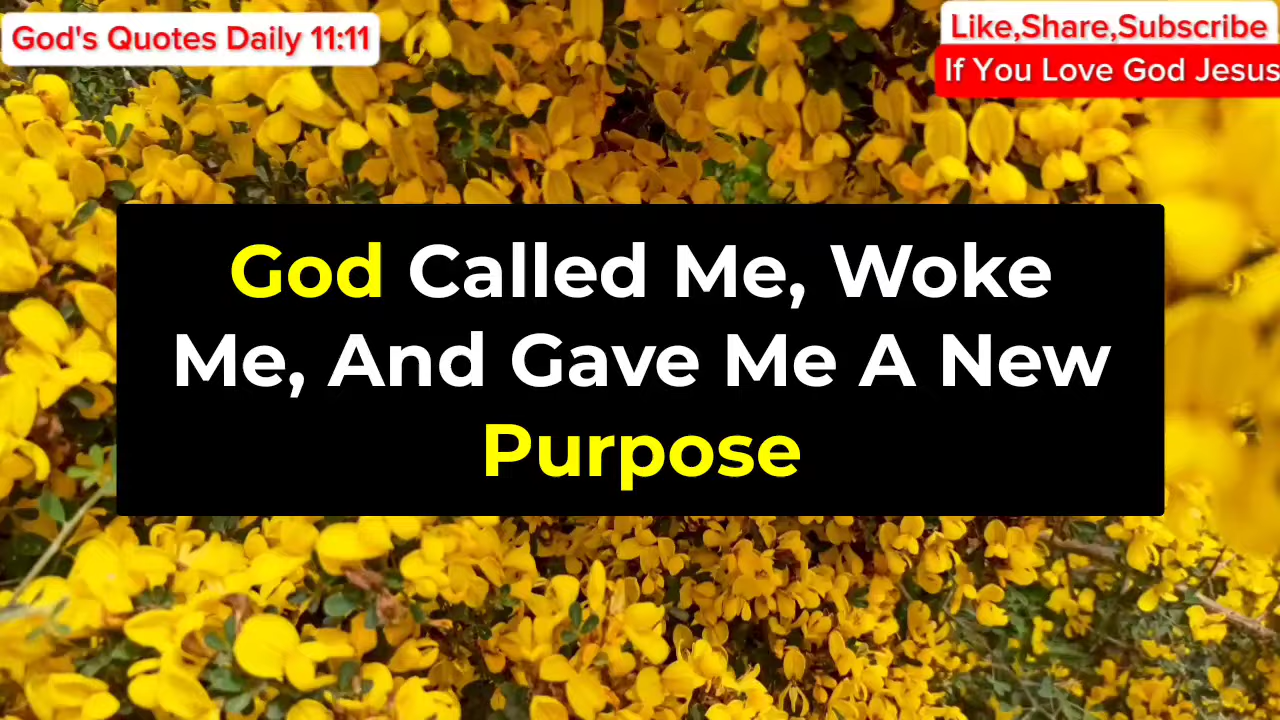 God's Quotes Daily 11:11
Like,Share,Subscribe
If You Love God Jesus
God Called Me, Woke
Me, And Gave Me A New
Purpose